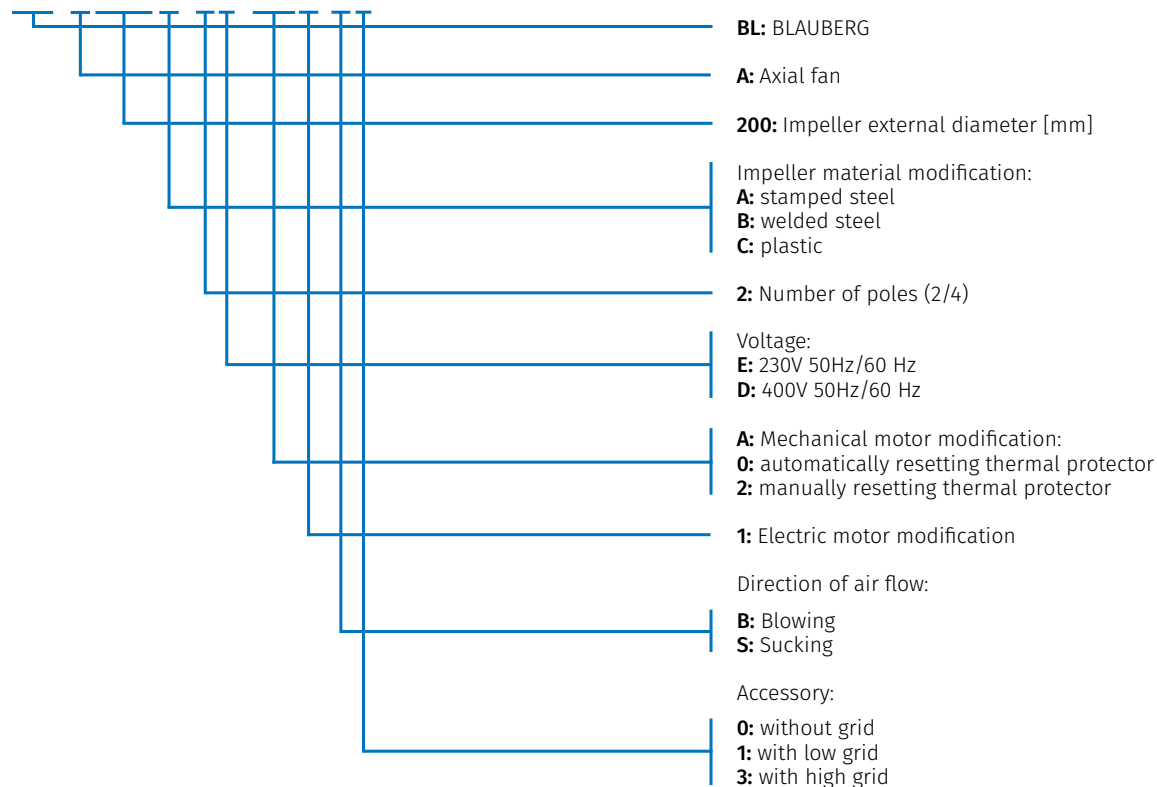 BL: BLAUBERG
A: Axial fan
200: Impeller external diameter [mm]
Impeller material modification:
A: stamped steel
B: welded steel
C: plastic
2: Number of poles (2/4)
Voltage:
E: 230V 50Hz/60 Hz
D: 400V 50Hz/60 Hz
A: Mechanical motor modification:
0: automatically resetting thermal protector
2: manually resetting thermal protector
1: Electric motor modification
Direction of air flow:
B: Blowing
S: Sucking
Accessory:
0: without grid
1: with low grid
3: with high grid